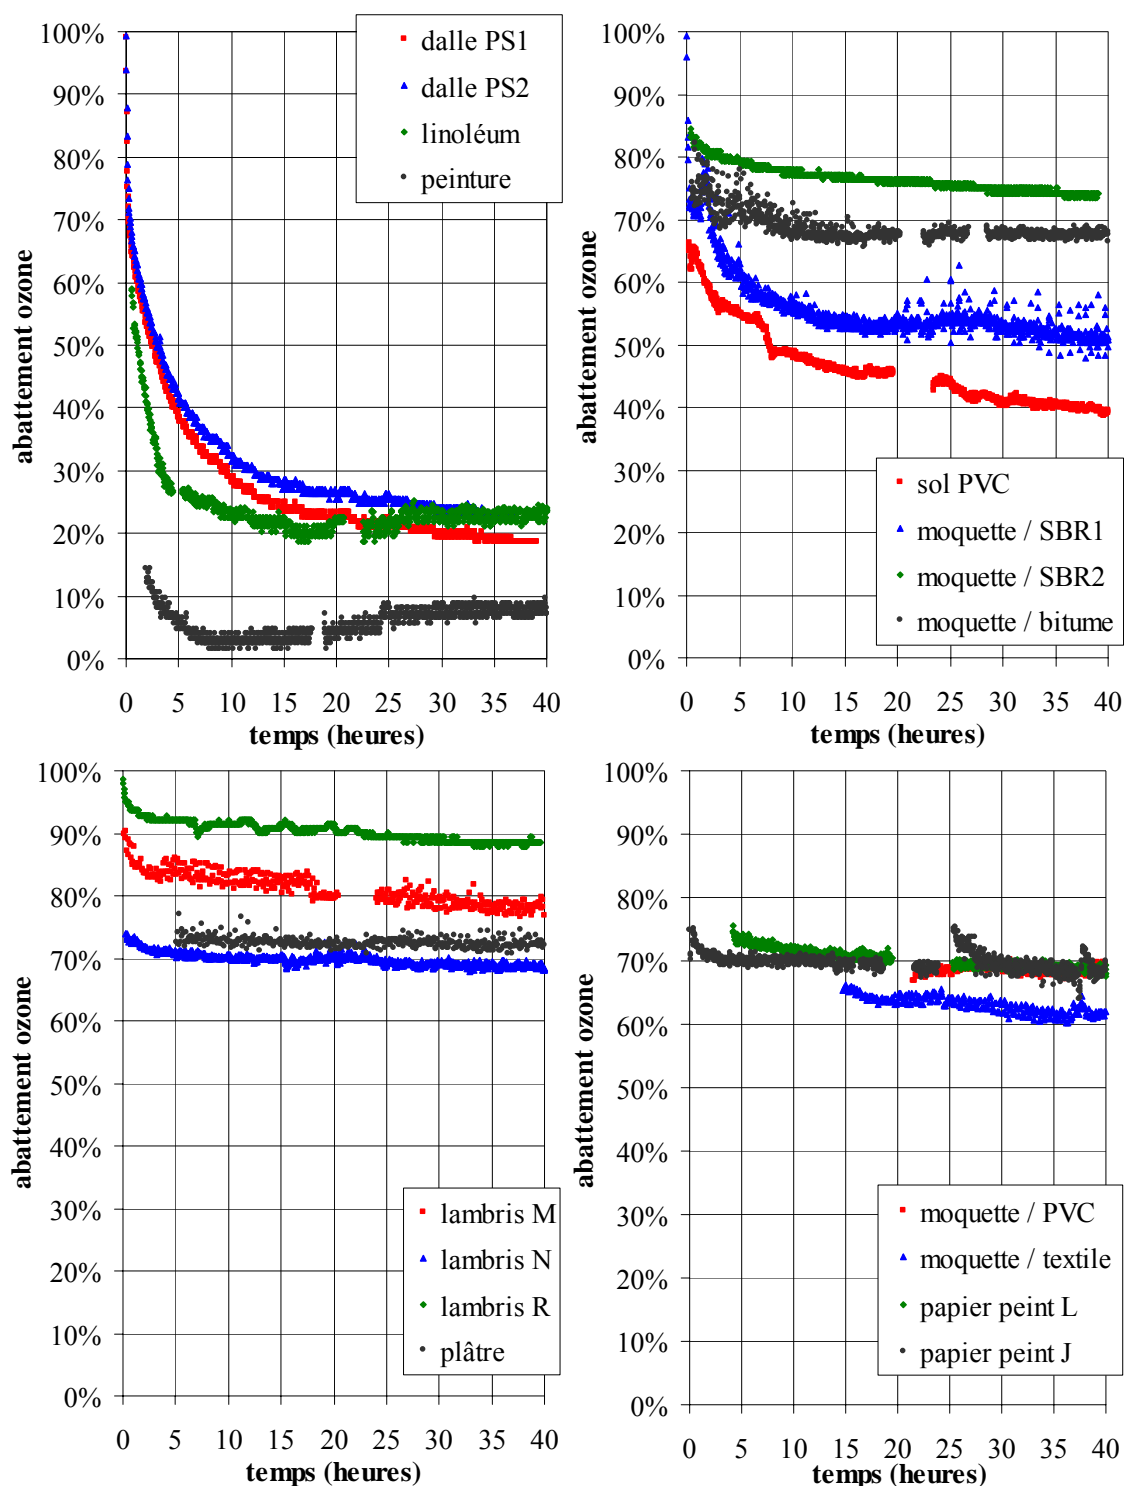 100%
90%
80%
70%
60%
50%
40%
30%
20%
10%
0%
abattement ozone
dalle PS1
dalle PS2
linoléum
peinture
0 5 10 15 20 25 30 35 40
temps (heures)
100%
90%
80%
70%
60%
50%
40%
30%
20%
10%
0%
abattement ozone
sol PVC
moquette / SBR1
moquette / SBR2
moquette / bitume
0 5 10 15 20 25 30 35 40
temps (heures)
100%
90%
80%
70%
60%
50%
40%
30%
20%
10%
0%
abattement ozone
lambris M
lambris N
lambris R
plâtre
0 5 10 15 20 25 30 35 40
temps (heures)
100%
90%
80%
70%
60%
50%
40%
30%
20%
10%
0%
abattement ozone
moquette / PVC
moquette / textile
papier peint L
papier peint J
0 5 10 15 20 25 30 35 40
temps (heures)